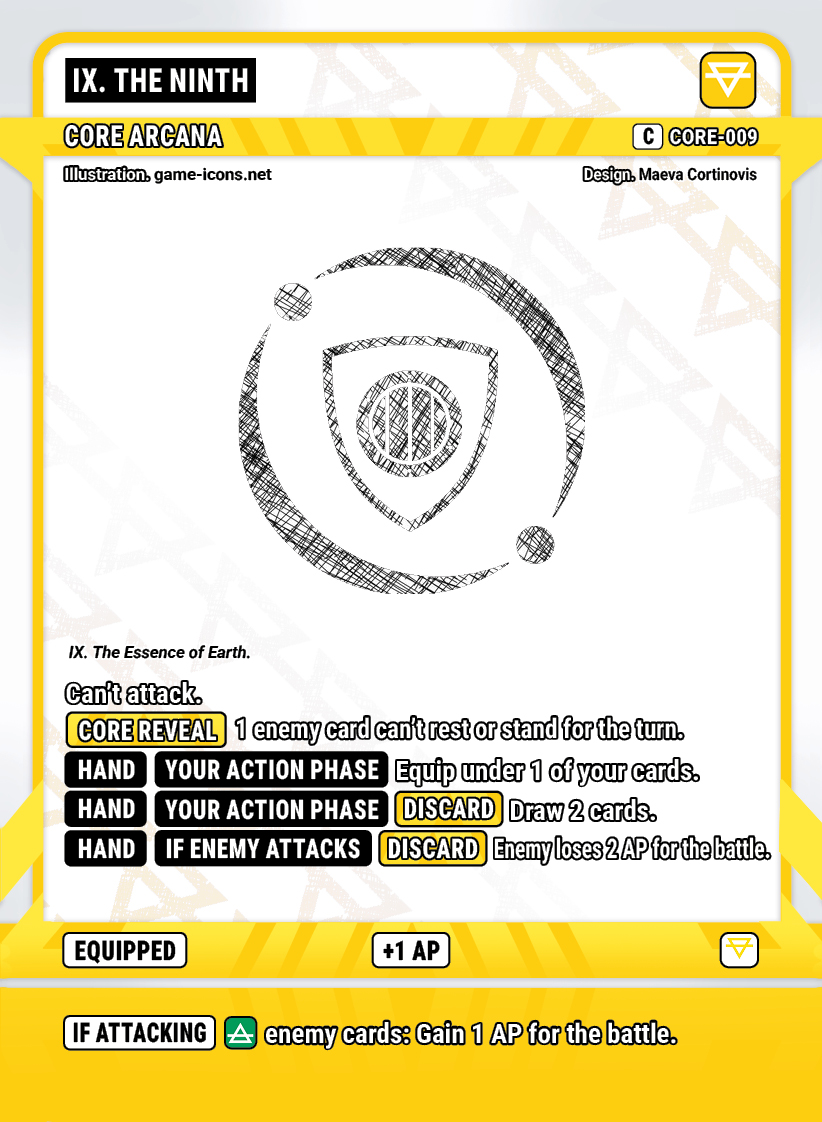 IX. THE NINTH
CORE ARCANA
C CORE-009
Illustration. game-icons.net
Design. Maeva Cortinovis
IX. The Essence of Earth.
Can't attack.
CORE REVEAL 1 enemy card can't rest or stand for the turn.
HAND YOUR ACTION PHASE Equip under 1 of your cards.
HAND YOUR ACTION PHASE DISCARD Draw 2 cards.
HAND IF ENEMY ATTACKS DISCARD Enemy loses 2 AP for the battle.
EQUIPPED +1 AP
IF ATTACKING enemy cards: Gain 1 AP for the battle.